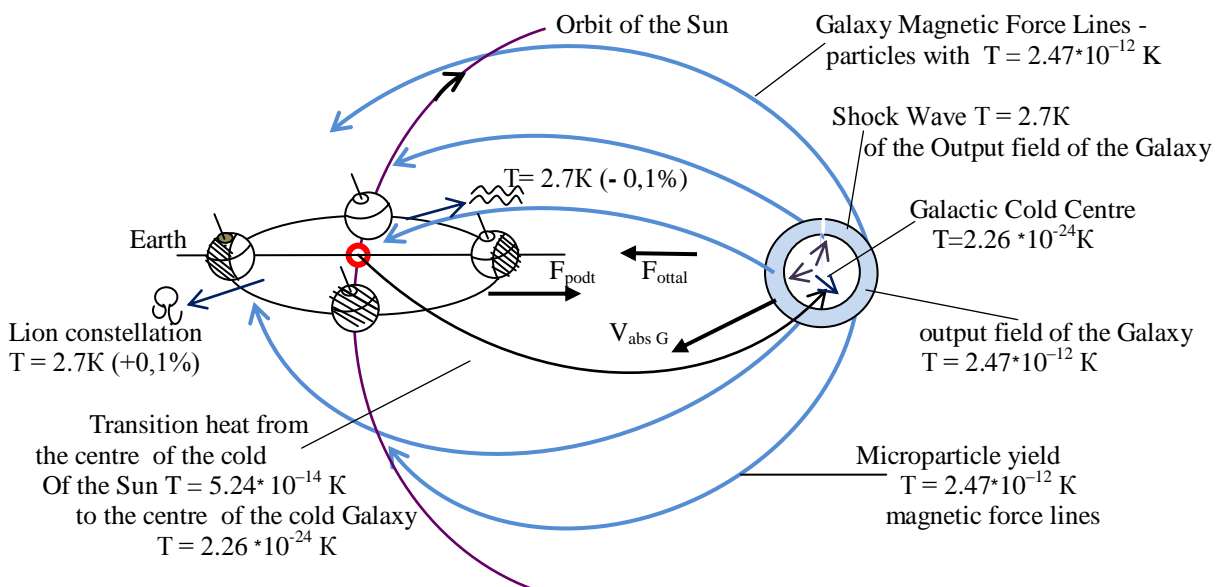 Orbit of the Sun
Galaxy Magnetic Force Lines -
particles with T = 2.47*10⁻¹² K
Shock Wave T = 2.7K
of the Output field of the Galaxy
T= 2.7K (- 0,1%)
Galactic Cold Centre
T=2.26 *10⁻²⁴K
Earth
F podt
F ottal
V abs G
Lion constellation
T = 2.7K (+0,1%)
output field of the Galaxy
T = 2.47*10⁻¹² K
Transition heat from
the centre of the cold
Of the Sun T = 5.24* 10⁻¹⁴ K
to the centre of the cold Galaxy
T = 2.26 *10⁻²⁴ K
Microparticle yield
T = 2.47*10⁻¹² K
magnetic force lines